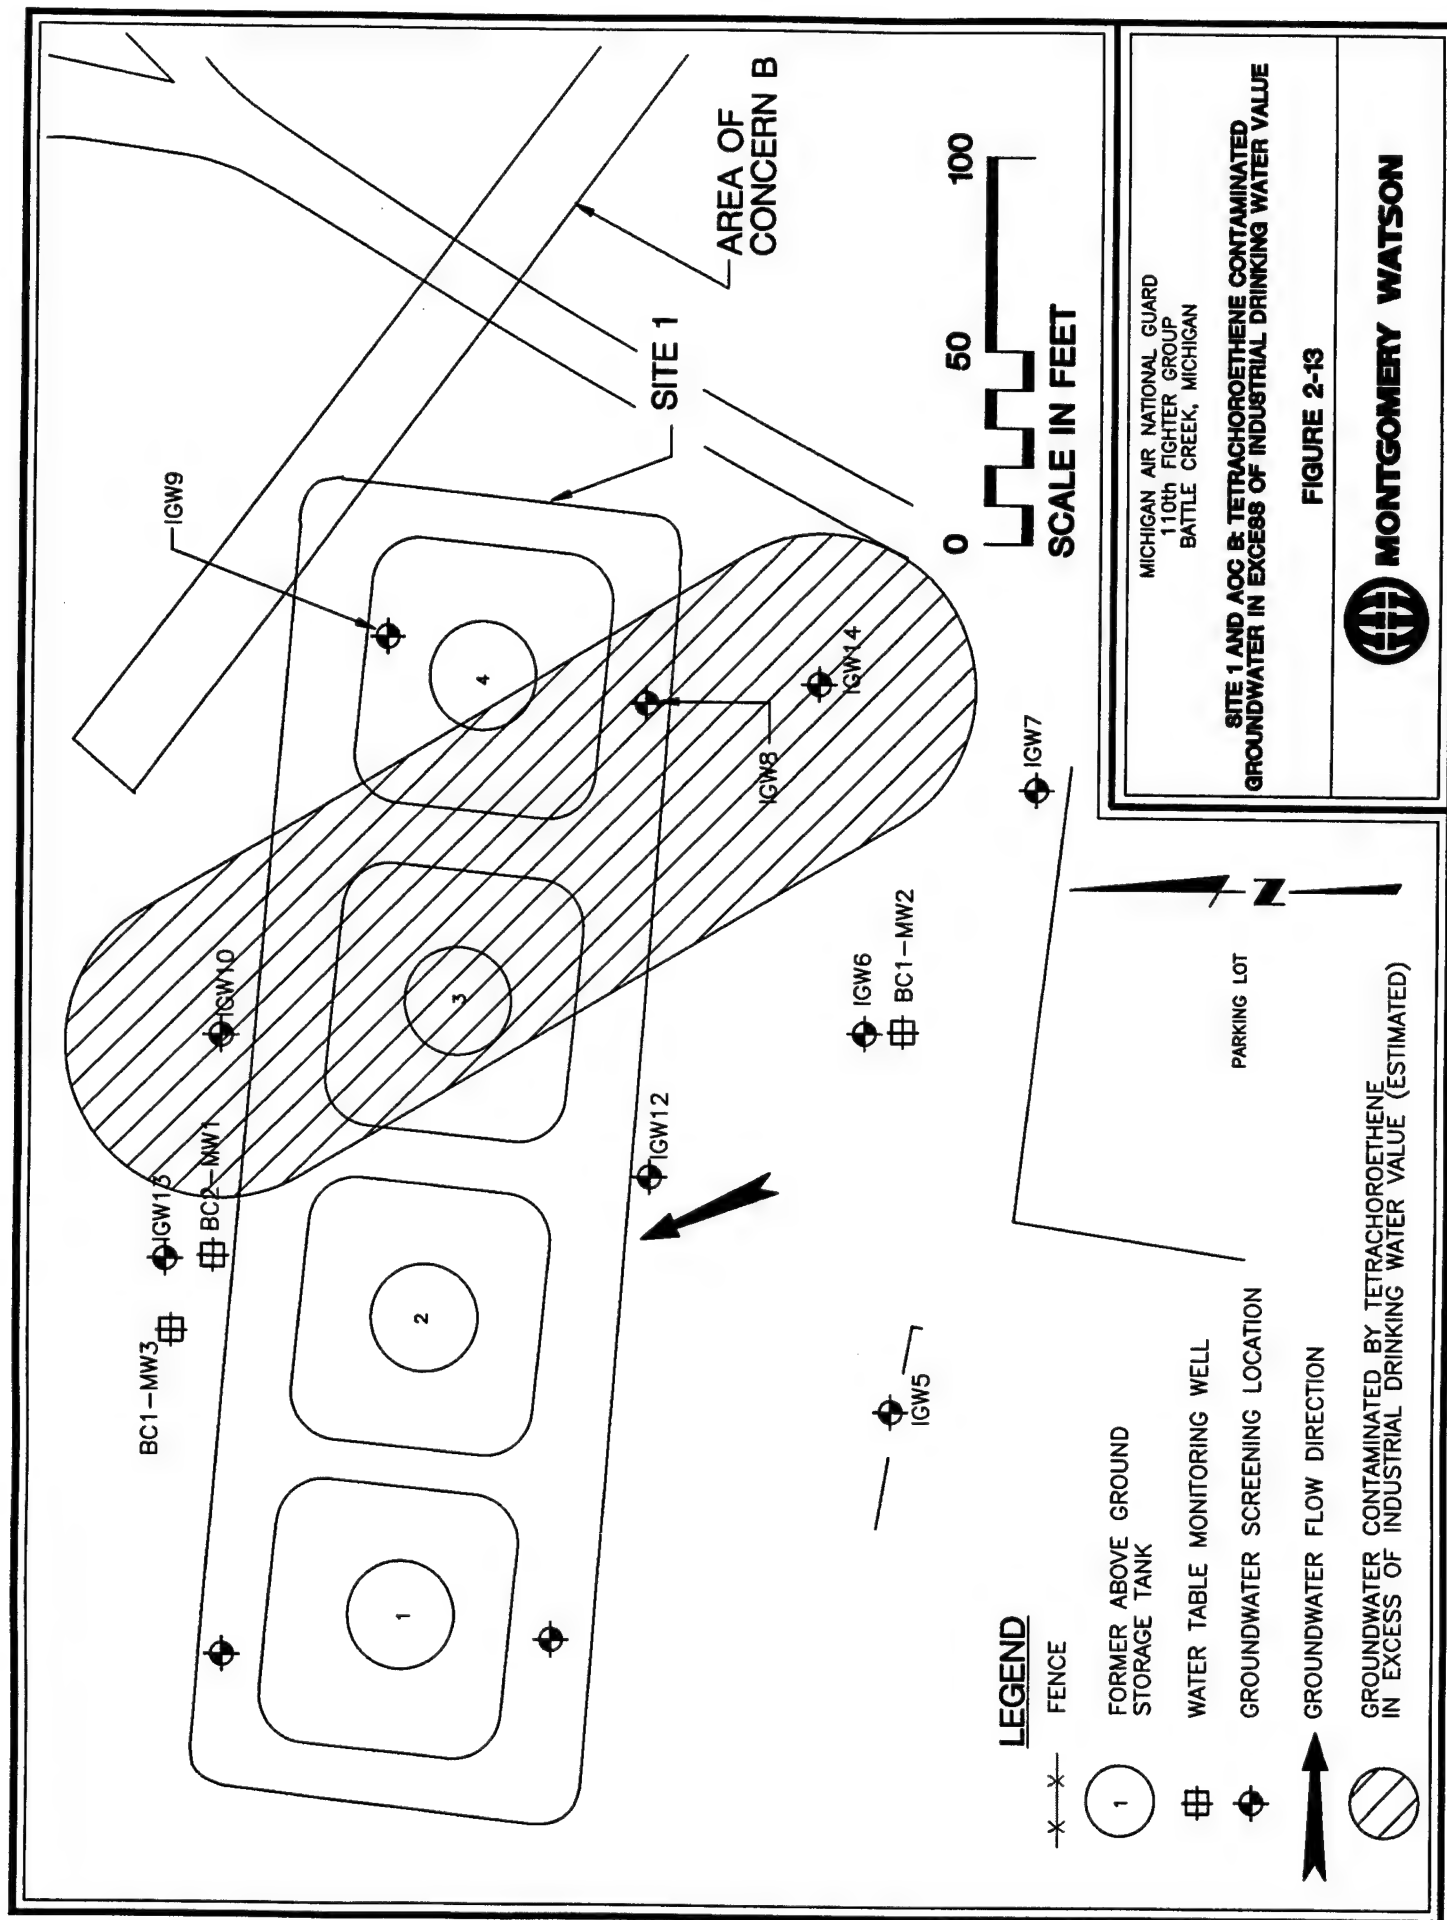 BC1-MW3
IGW13
BC2-MW1
IGW10
IGW9
1
2
3
4
IGW12
IGW8
IGW14
SITE 1
AREA OF
CONCERN B
IGW5
IGW6
BC1-MW2
IGW7
0
50
100
SCALE IN FEET
PARKING LOT
N
LEGEND
FENCE
1
FORMER ABOVE GROUND
STORAGE TANK
WATER TABLE MONITORING WELL
GROUNDWATER SCREENING LOCATION
GROUNDWATER FLOW DIRECTION
GROUNDWATER CONTAMINATED BY TETRACHOROETHENE
IN EXCESS OF INDUSTRIAL DRINKING WATER VALUE (ESTIMATED)
MICHIGAN AIR NATIONAL GUARD
110th FIGHTER GROUP
BATTLE CREEK, MICHIGAN
SITE 1 AND AOC B: TETRACHOROETHENE CONTAMINATED
GROUNDWATER IN EXCESS OF INDUSTRIAL DRINKING WATER VALUE
FIGURE 2-13
MONTGOMERY WATSON